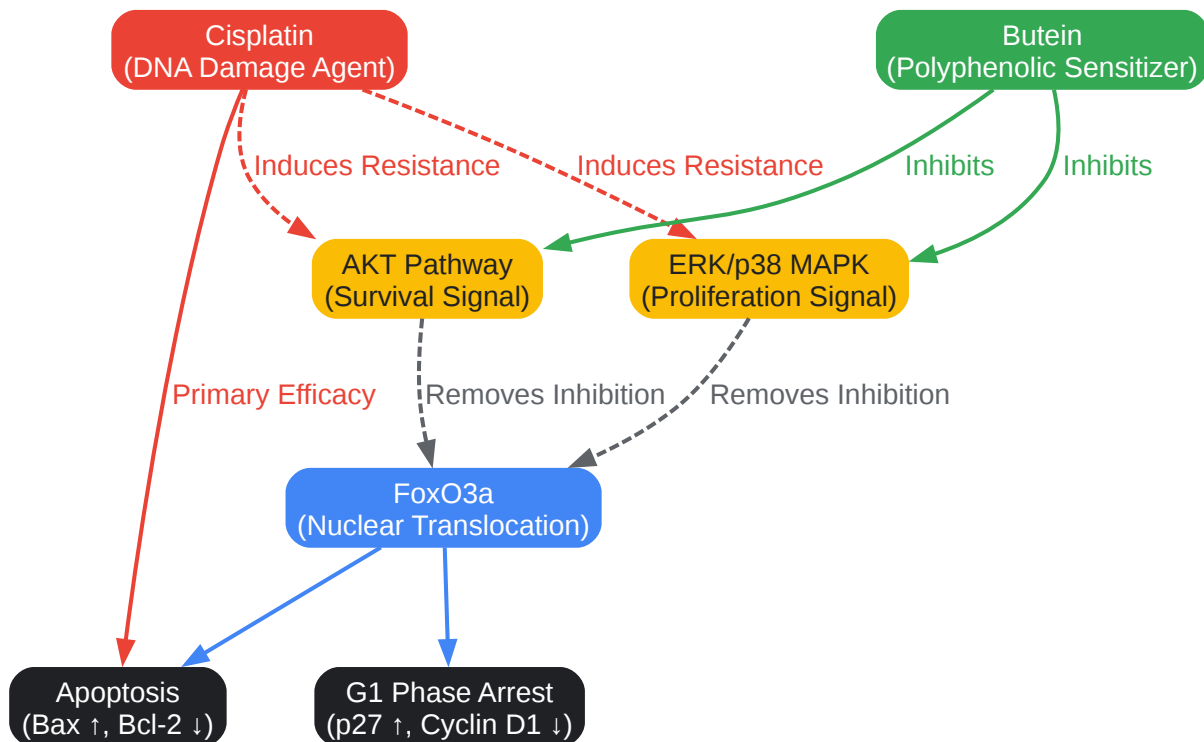 Cisplatin
(DNA Damage Agent)
Butein
(Polyphenolic Sensitizer)
Induces Resistance
Induces Resistance
Inhibits
Inhibits
AKT Pathway
(Survival Signal)
ERK/p38 MAPK
(Proliferation Signal)
Primary Efficacy
Removes Inhibition
Removes Inhibition
FoxO3a
(Nuclear Translocation)
Apoptosis
(Bax ↑, Bcl-2 ↓)
G1 Phase Arrest
(p27 ↑, Cyclin D1 ↓)